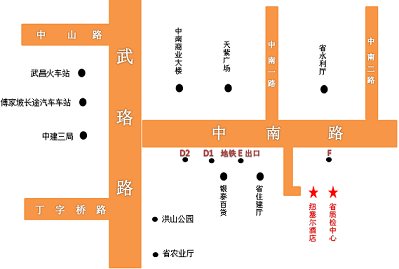 中 山 路
武昌火车站
傅家坡长途汽车车站
中建三局
丁 字 桥 路
武
珞
路
中南商业大楼
天紫广场
中南一路
省水利厅
中南二路
中 南 路
D2 D1 地铁 E 出口 F
银泰百货
省住建厅
纽塞尔酒店
省质检中心
洪山公园
省农业厅